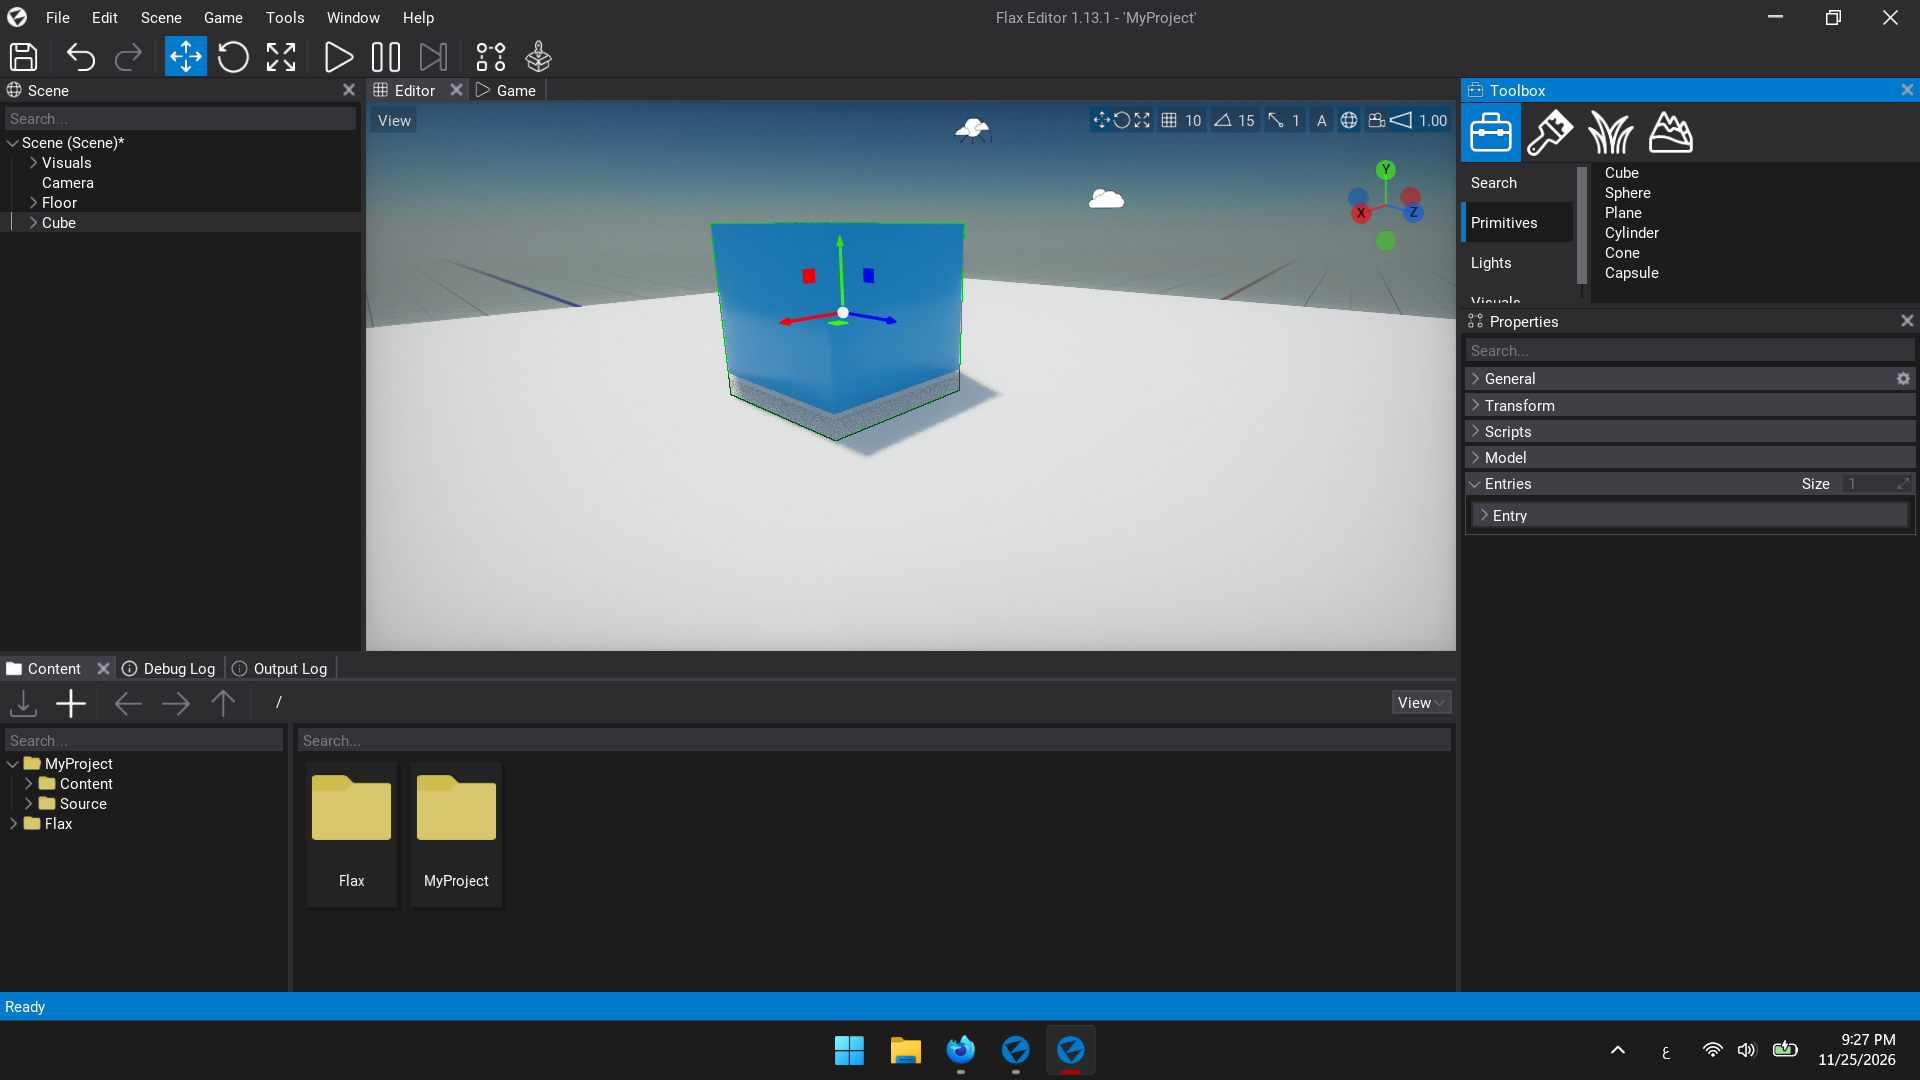 File Edit Scene Game Tools Window Help
Flax Editor 1.13.1 - 'MyProject'
Scene
Search...
Scene (Scene)*
Visuals
Camera
Floor
Cube
Editor
Game
View
10
15
1
A
1.00
Y
X
Z
Toolbox
Search
Primitives
Lights
Visuals
Cube
Sphere
Plane
Cylinder
Cone
Capsule
Properties
Search...
General
Transform
Scripts
Model
Entries Size 1
Entry
Content
Debug Log
Output Log
/
View
Search...
MyProject
Content
Source
Flax
Search...
Flax
MyProject
Ready
ع
9:27 PM
11/25/2026